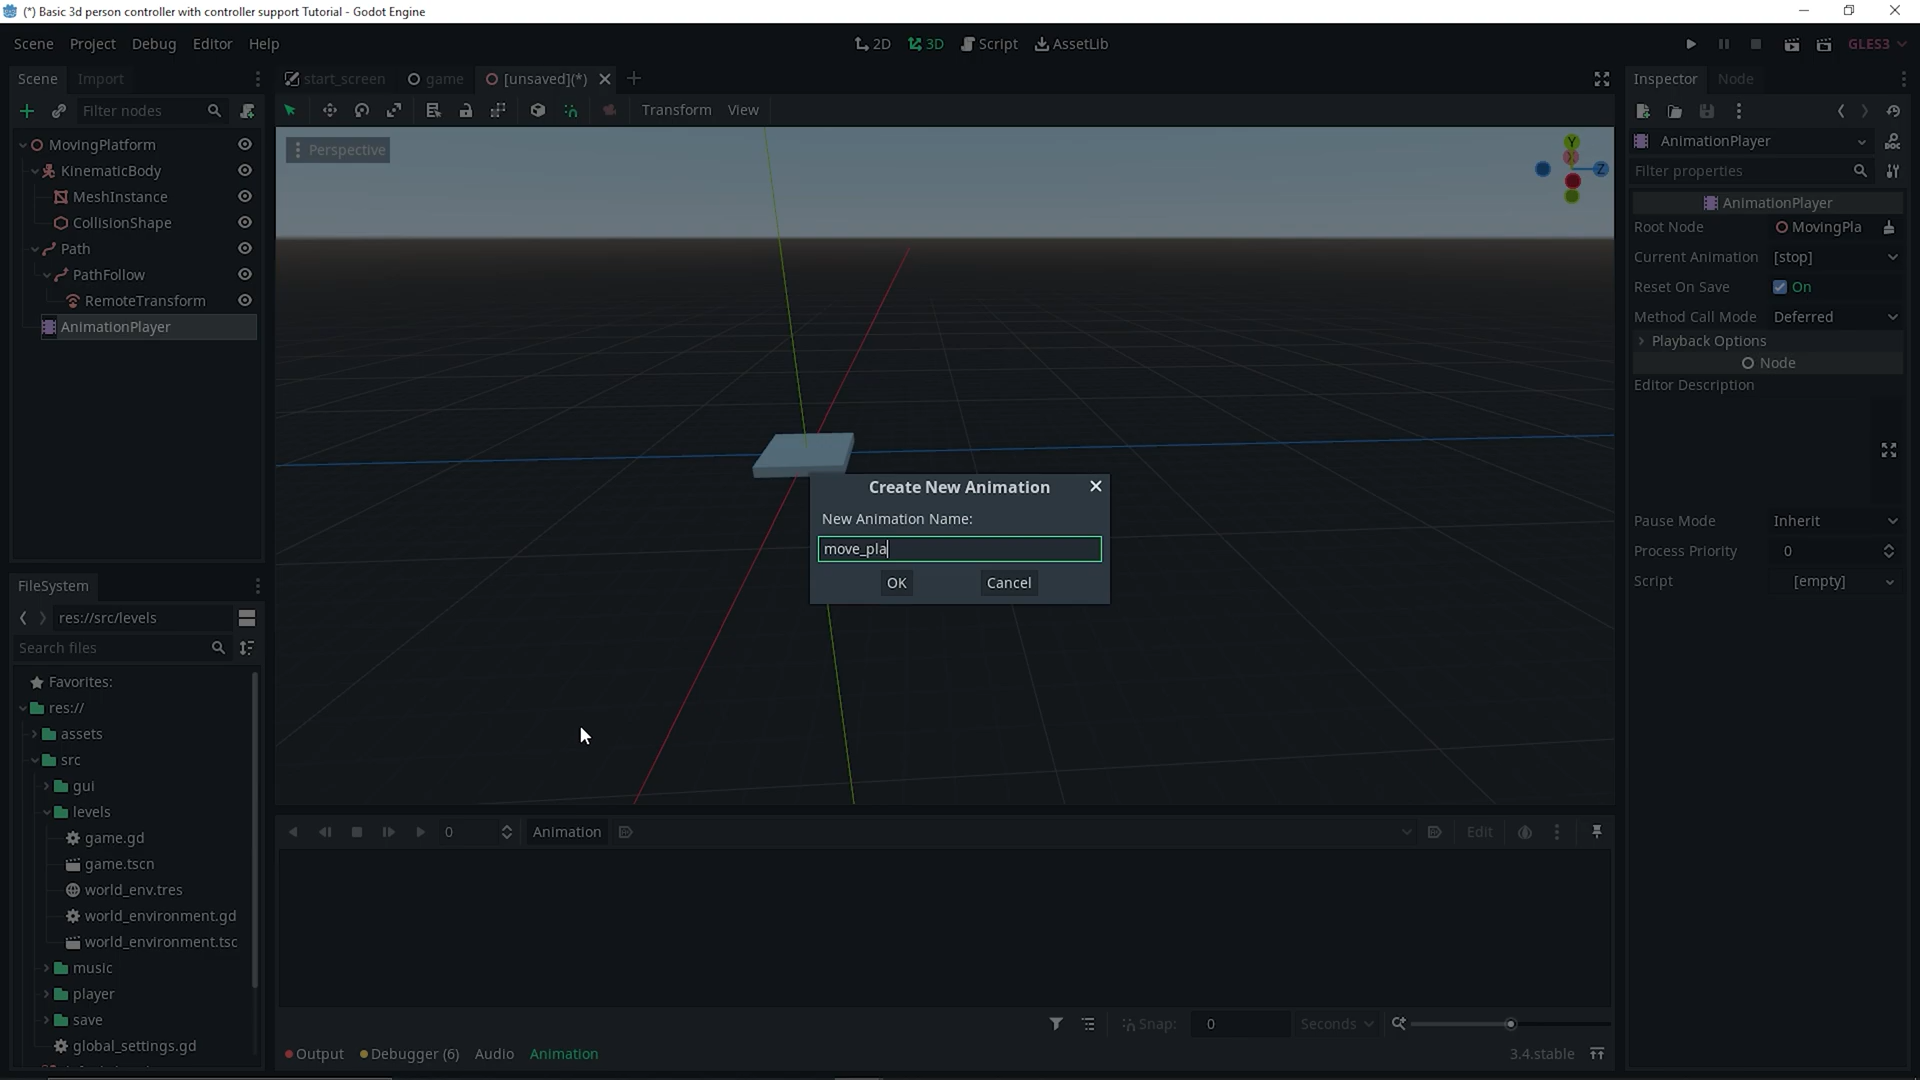 (*) Basic 3d person controller with controller support Tutorial - Godot Engine
Scene Project Debug Editor Help
2D 3D Script AssetLib
GLES3
Scene Import
start_screen game [unsaved](*)
Inspector Node
Filter nodes
Transform View
MovingPlatform
KinematicBody
MeshInstance
CollisionShape
Path
PathFollow
RemoteTransform
AnimationPlayer
Perspective
Y
Z
AnimationPlayer
Filter properties
AnimationPlayer
Root Node MovingPla
Current Animation [stop]
Reset On Save On
Method Call Mode Deferred
Playback Options
Node
Editor Description
Pause Mode Inherit
Process Priority 0
Script [empty]
Create New Animation
New Animation Name:
move_pla
OK Cancel
FileSystem
res://src/levels
Search files
Favorites:
res://
assets
src
gui
levels
game.gd
game.tscn
world_env.tres
world_environment.gd
world_environment.tsc
music
player
save
global_settings.gd
0 Animation Edit
Snap: 0 Seconds
Output Debugger (6) Audio Animation
3.4.stable